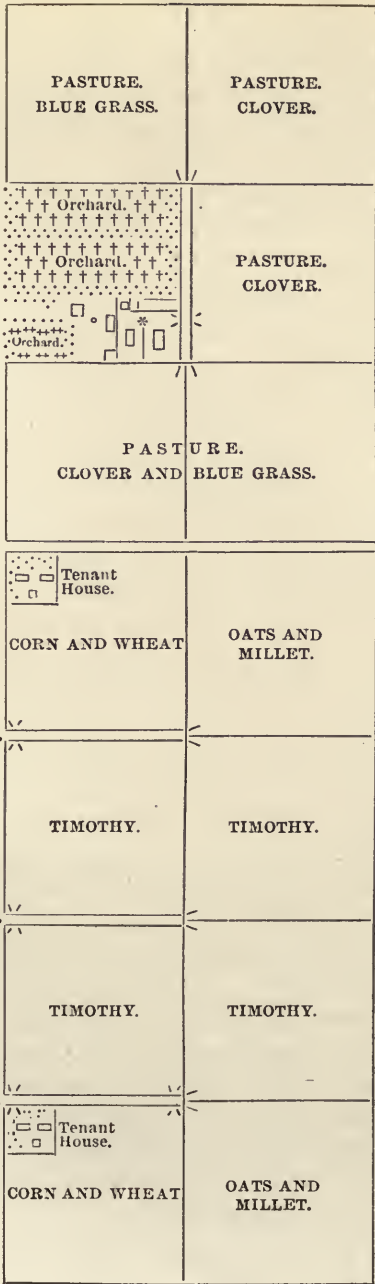 PASTURE.
BLUE GRASS.
PASTURE.
CLOVER.
Orchard.
Orchard.
PASTURE.
CLOVER.
Orchard.
PASTURE.
CLOVER AND BLUE GRASS.
Tenant
House.
CORN AND WHEAT
OATS AND
MILLET.
TIMOTHY.
TIMOTHY.
TIMOTHY.
TIMOTHY.
Tenant
House.
CORN AND WHEAT
OATS AND
MILLET.